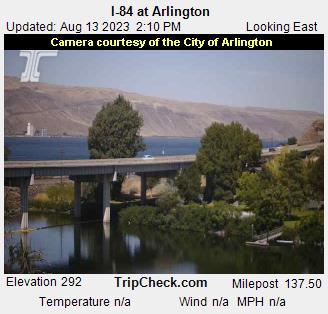 I-84 at Arlington
Updated: Aug 13 2023 2:10 PM Looking East
Camera courtesy of the City of Arlington
Elevation 292 TripCheck.com Milepost 137.50
Temperature n/a Wind n/a MPH n/a